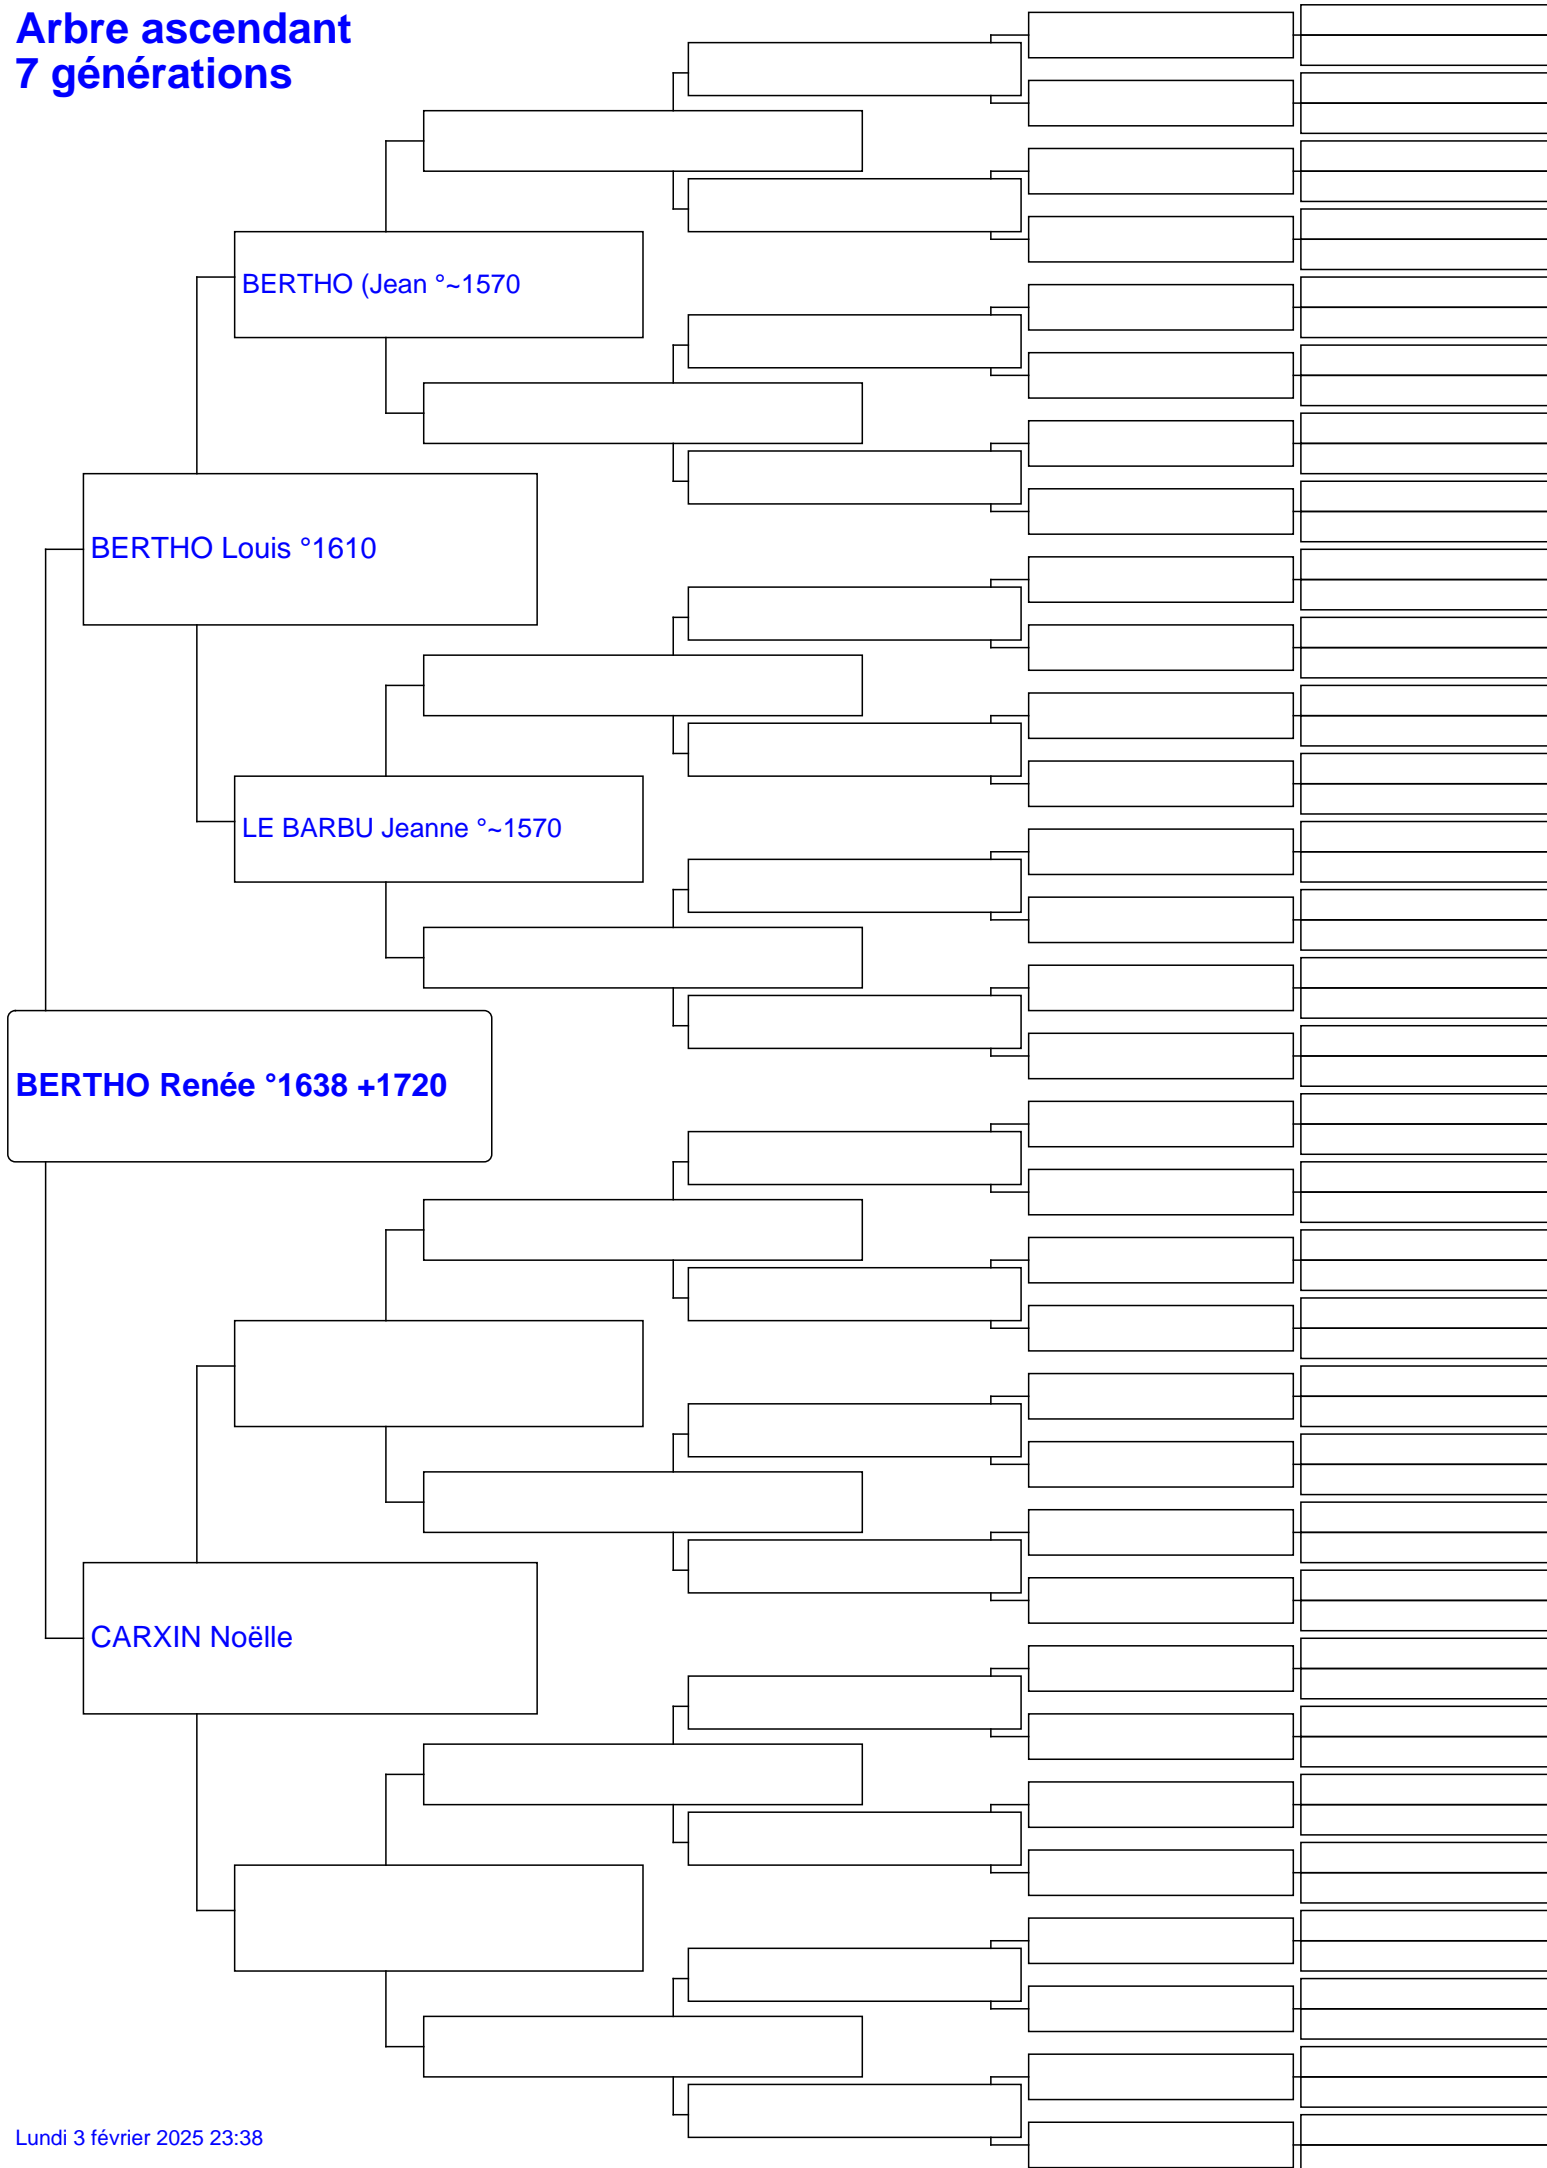 Arbre ascendant
7 générations
BERTHO (Jean °~1570
BERTHO Louis °1610
LE BARBU Jeanne °~1570
BERTHO Renée °1638 +1720
CARXIN Noëlle
Lundi 3 février 2025 23:38